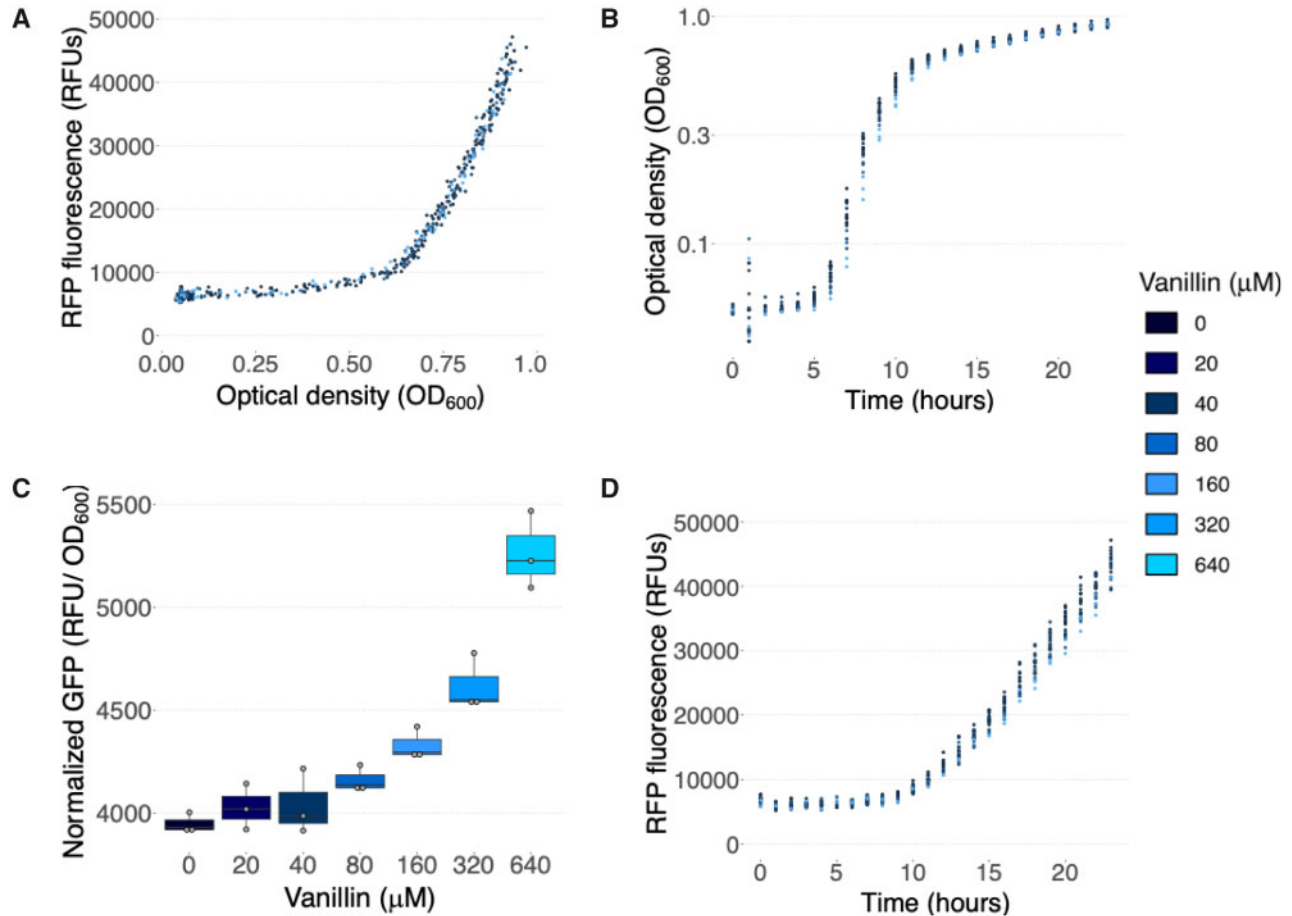 A
RFP fluorescence (RFUs)
50000
40000
30000
20000
10000
0
0.00 0.25 0.50 0.75 1.0
Optical density (OD600)
B
Optical density (OD600)
1.0
0.3
0.1
0 5 10 15 20
Time (hours)
Vanillin (μM)
0
20
40
80
160
320
640
C
Normalized GFP (RFU/ OD600)
5500
5000
4500
4000
0 20 40 80 160 320 640
Vanillin (μM)
D
RFP fluorescence (RFUs)
50000
40000
30000
20000
10000
0
0 5 10 15 20
Time (hours)